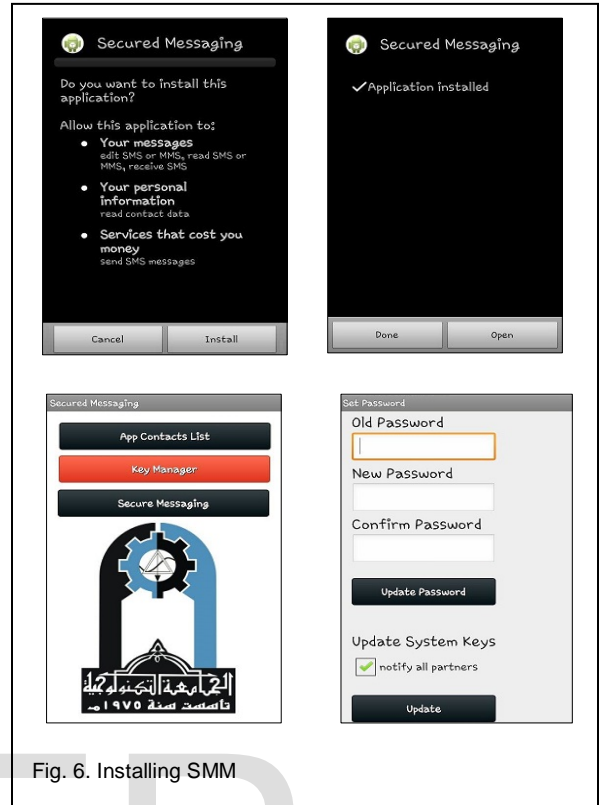 Secured Messaging
Do you want to install this
application?
Allow this application to:
• Your messages
edit SMS or MMS, read SMS or
MMS, receive SMS
• Your personal
information
read contact data
• Services that cost you
money
send SMS messages
Cancel Install
Secured Messaging
✓Application installed
Done Open
Secured Messaging
App Contacts List
Key Manager
Secure Messaging
الجامعة التكنولوجية
تأسست سنة ١٩٧٥م
Set Password
Old Password
New Password
Confirm Password
Update Password
Update System Keys
notify all partners
Update
Fig. 6. Installing SMM